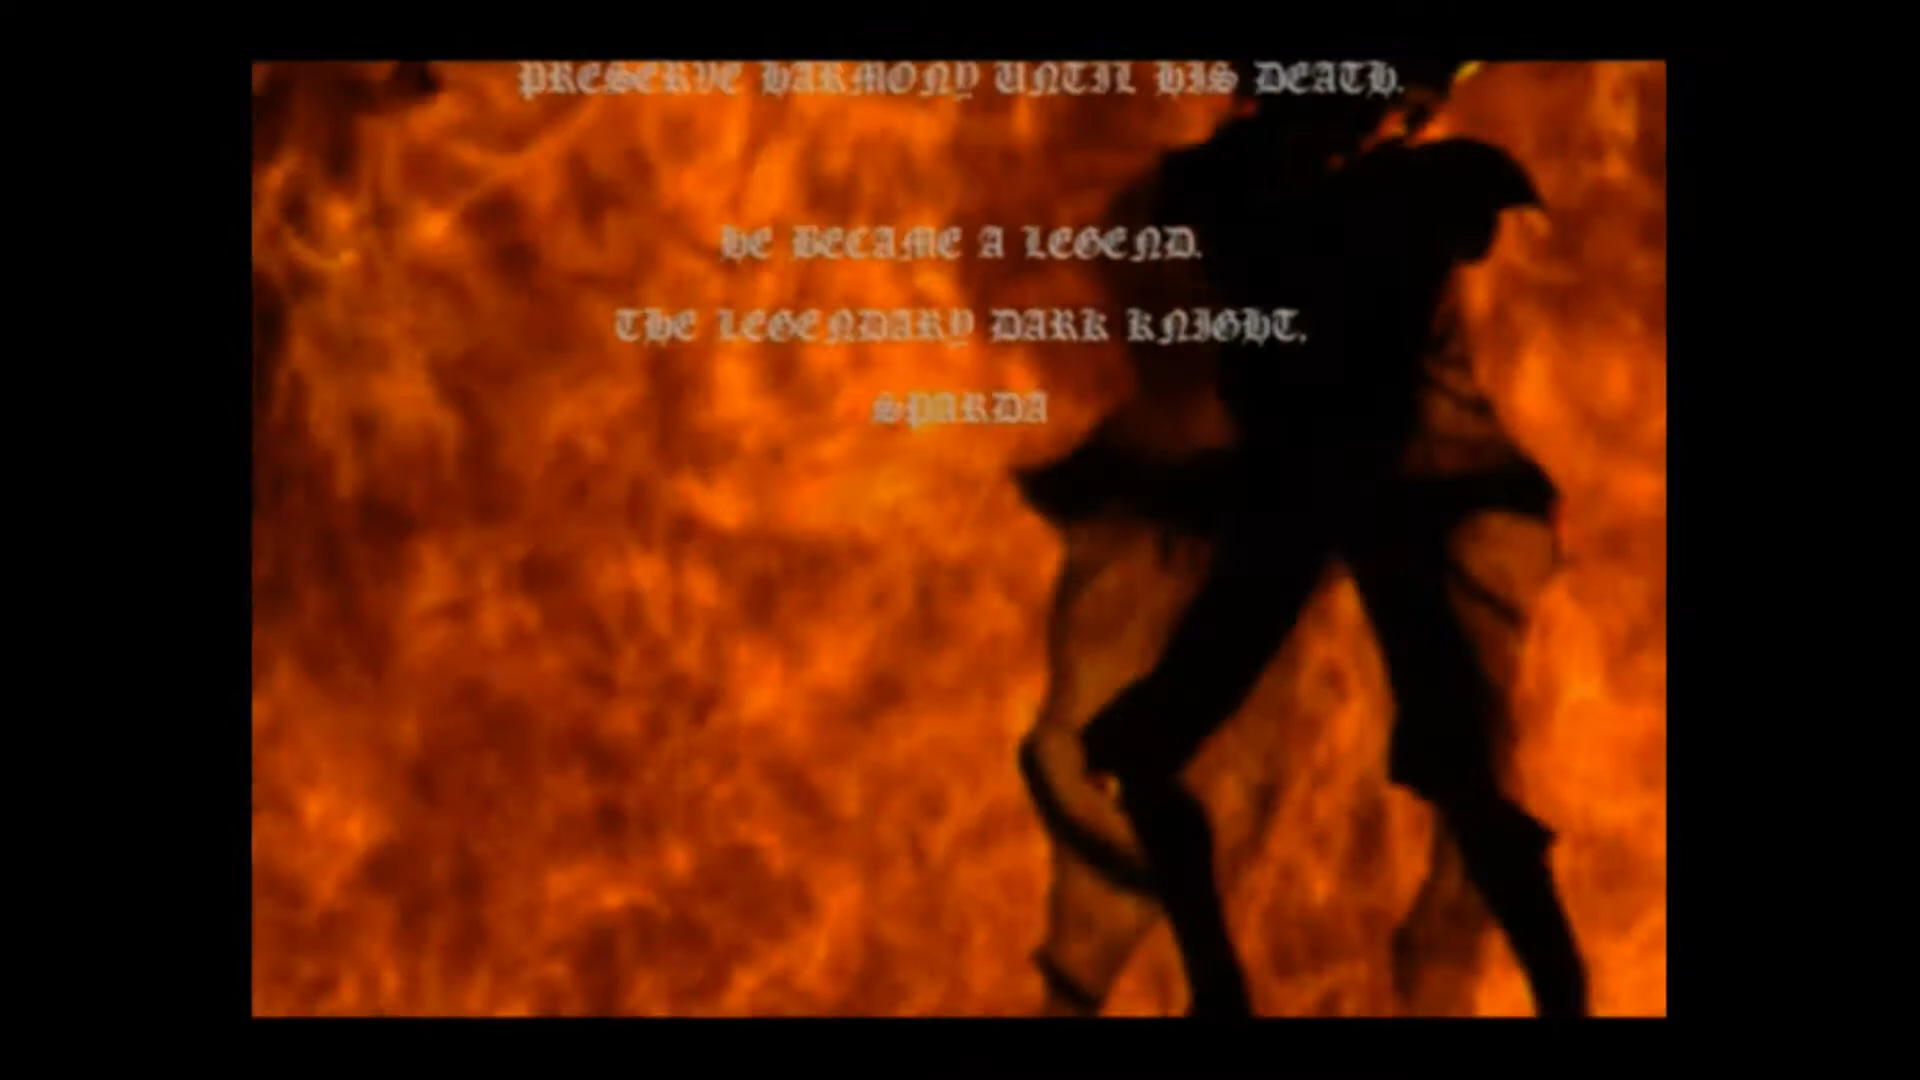 PRESERVE HARMONY UNTIL HIS DEATH.
HE BECAME A LEGEND.
THE LEGENDARY DARK KNIGHT,
SPARDA